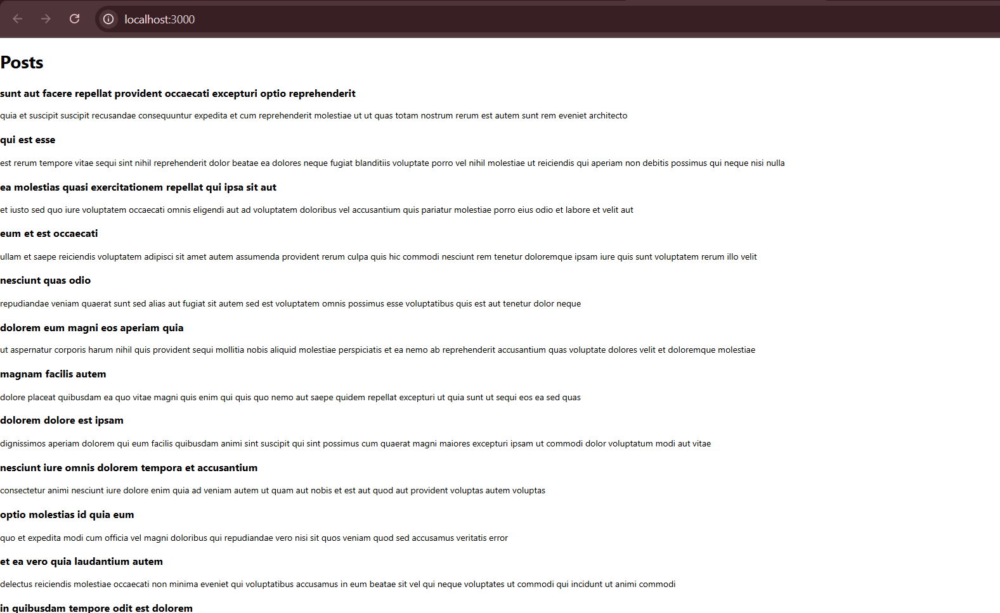 localhost:3000
Posts
sunt aut facere repellat provident occaecati excepturi optio reprehenderit
quia et suscipit suscipit recusandae consequuntur expedita et cum reprehenderit molestiae ut ut quas totam nostrum rerum est autem sunt rem eveniet architecto
qui est esse
est rerum tempore vitae sequi sint nihil reprehenderit dolor beatae ea dolores neque fugiat blanditiis voluptate porro vel nihil molestiae ut reiciendis qui aperiam non debitis possimus qui neque nisi nulla
ea molestias quasi exercitationem repellat qui ipsa sit aut
et iusto sed quo iure voluptatem occaecati omnis eligendi aut ad voluptatem doloribus vel accusantium quis pariatur molestiae porro eius odio et labore et velit aut
eum et est occaecati
ullam et saepe reiciendis voluptatem adipisci sit amet autem assumenda provident rerum culpa quis hic commodi nesciunt rem tenetur doloremque ipsam iure quis sunt voluptatem rerum illo velit
nesciunt quas odio
repudiandae veniam quaerat sunt sed alias aut fugiat sit autem sed est voluptatem omnis possimus esse voluptatibus quis est aut tenetur dolor neque
dolorem eum magni eos aperiam quia
ut aspernatur corporis harum nihil quis provident sequi mollitia nobis aliquid molestiae perspiciatis et ea nemo ab reprehenderit accusantium quas voluptate dolores velit et doloremque molestiae
magnam facilis autem
dolore placeat quibusdam ea quo vitae magni quis enim qui quis quo nemo aut saepe quidem repellat excepturi ut quia sunt ut sequi eos ea sed quas
dolorem dolore est ipsam
dignissimos aperiam dolorem qui eum facilis quibusdam animi sint suscipit qui sint possimus cum quaerat magni maiores excepturi ipsam ut commodi dolor voluptatum modi aut vitae
nesciunt iure omnis dolorem tempora et accusantium
consectetur animi nesciunt iure dolore enim quia ad veniam autem ut quam aut nobis et est aut quod aut provident voluptas autem voluptas
optio molestias id quia eum
quo et expedita modi cum officia vel magni doloribus qui repudiandae vero nisi sit quos veniam quod sed accusamus veritatis error
et ea vero quia laudantium autem
delectus reiciendis molestiae occaecati non minima eveniet qui voluptatibus accusamus in eum beatae sit vel qui neque voluptates ut commodi qui incidunt ut animi commodi
in quibusdam tempore odit est dolorem